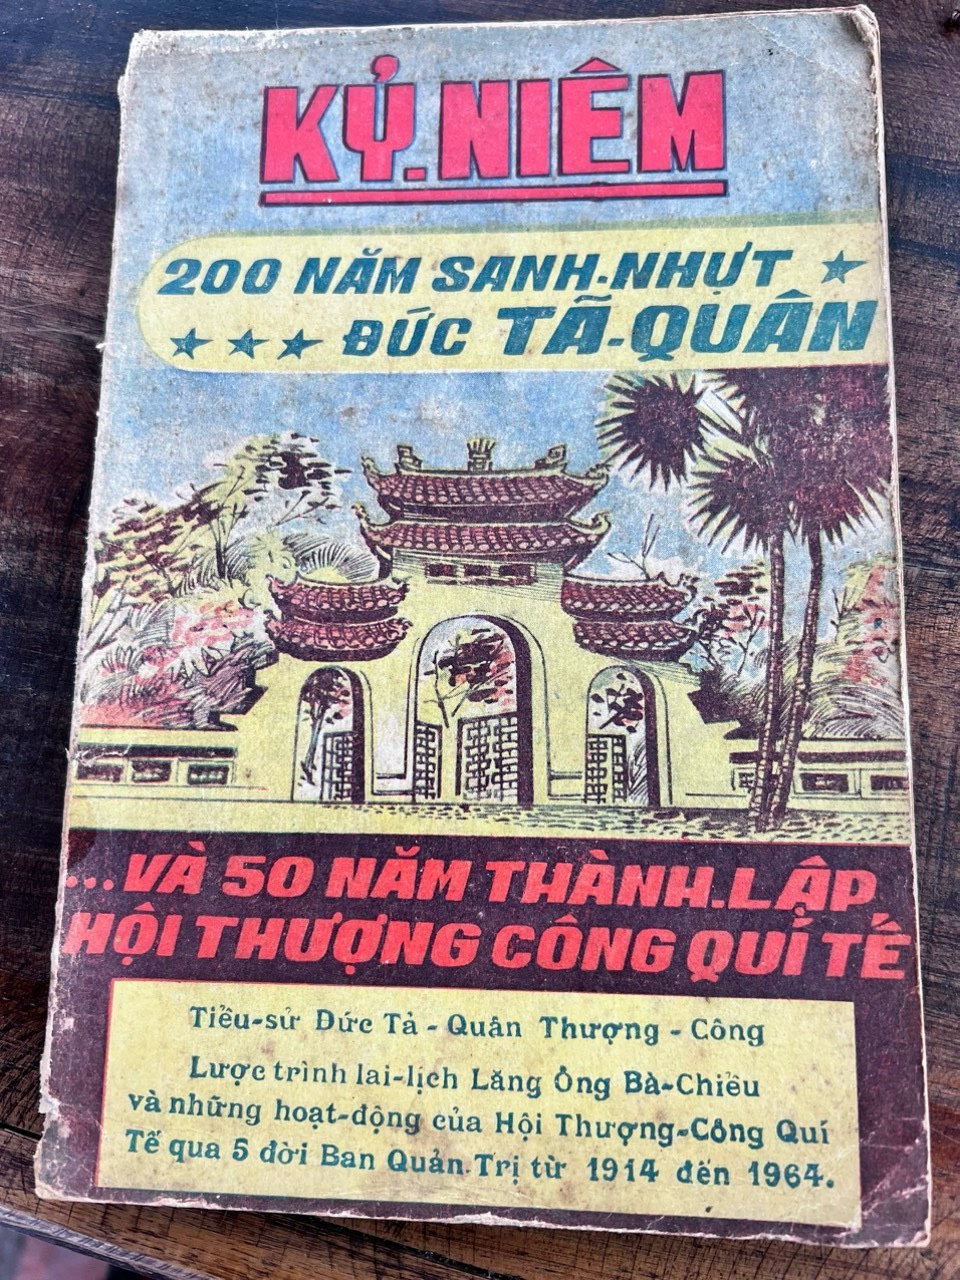 KỶ.NIÊM
200 NĂM SANH.NHỰT
ĐỨC TÃ-QUÂN
...VÀ 50 NĂM THÀNH.LẬP
HỘI THƯỢNG CÔNG QUÍ TẾ
Tiểu-sử Đức Tả - Quân Thượng - Công
Lược trình lai-lịch Lăng Ông Bà-Chiểu
và những hoạt-động của Hội Thượng-Công Quí
Tế qua 5 đời Ban Quản.Trị từ 1914 đến 1964.